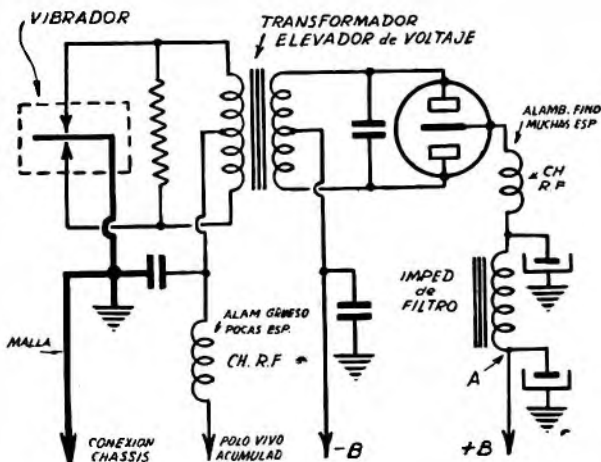 VIBRADOR
TRANSFORMADOR
ELEVADOR de VOLTAJE
ALAMB. FINO
MUCHAS ESP
CH
R F
IMPED
de
FILTRO
ALAM GRUESO
POCAS ESP.
CH. R.F
MALLA
A
CONEXION
CHASSIS
POLO VIVO
ACUMULAD
-B
+B